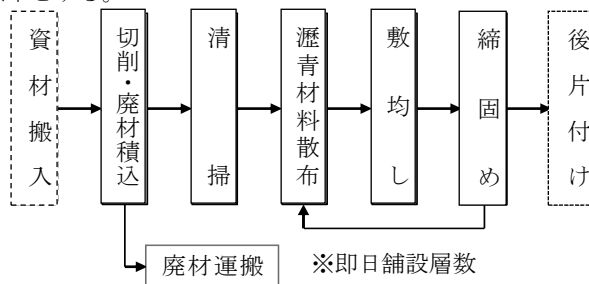 資材搬入
切削・廃材積込
清掃
瀝青材料散布
敷均し
締固め
後片付け
廃材運搬
※即日舗設層数